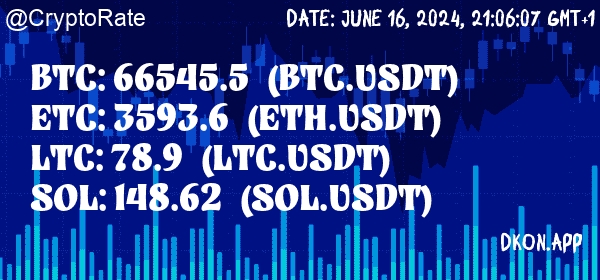 @CryptoRate
DATE: JUNE 16, 2024, 21:06:07 GMT+1
BTC: 66545.5 (BTC.USDT)
ETC: 3593.6 (ETH.USDT)
LTC: 78.9 (LTC.USDT)
SOL: 148.62 (SOL.USDT)
DKON.APP